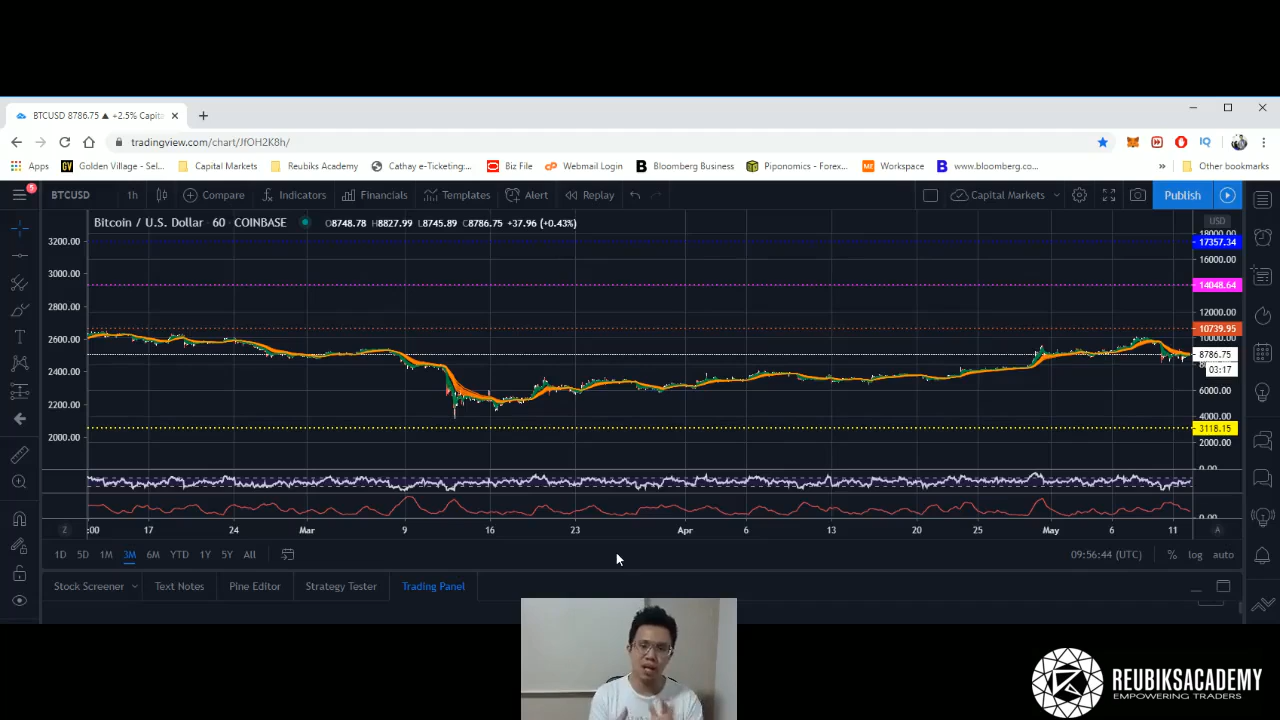 BTCUSD 8786.75 ▲ +2.5% Capit
tradingview.com/chart/JfOH2K8h/
IQ
Apps GV Golden Village - Sel... Capital Markets Reubiks Academy Cathay e-Ticketing:... Biz File Webmail Login Bloomberg Business Piponomics - Forex... Workspace www.bloomberg.co... » Other bookmarks
5
BTCUSD 1h Compare Indicators Financials Templates Alert Replay Capital Markets Publish
Bitcoin / U.S. Dollar · 60 COINBASE O8748.78 H8827.99 L8745.89 C8786.75 +37.96 (+0.43%)
USD
18000.00
3200.00 17357.34
16000.00
3000.00 14048.64
2800.00 12000.00
10739.95
2600.00 10000.00
8786.75
2400.00 03:17
6000.00
2200.00 4000.00
3118.15
2000.00 2000.00
0.00
0.00
Z :00 17 24 Mar 9 16 23 Apr 6 13 20 25 May 6 11 A
1D 5D 1M 3M 6M YTD 1Y 5Y All 09:56:44 (UTC) % log auto
Stock Screener Text Notes Pine Editor Strategy Tester Trading Panel
REUBIKSACADEMY
EMPOWERING TRADERS